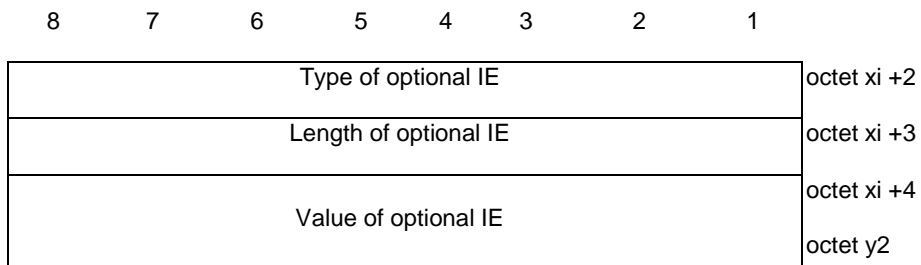 8 7 6 5 4 3 2 1
Type of optional IE octet xi +2
Length of optional IE octet xi +3
octet xi +4
Value of optional IE
octet y2